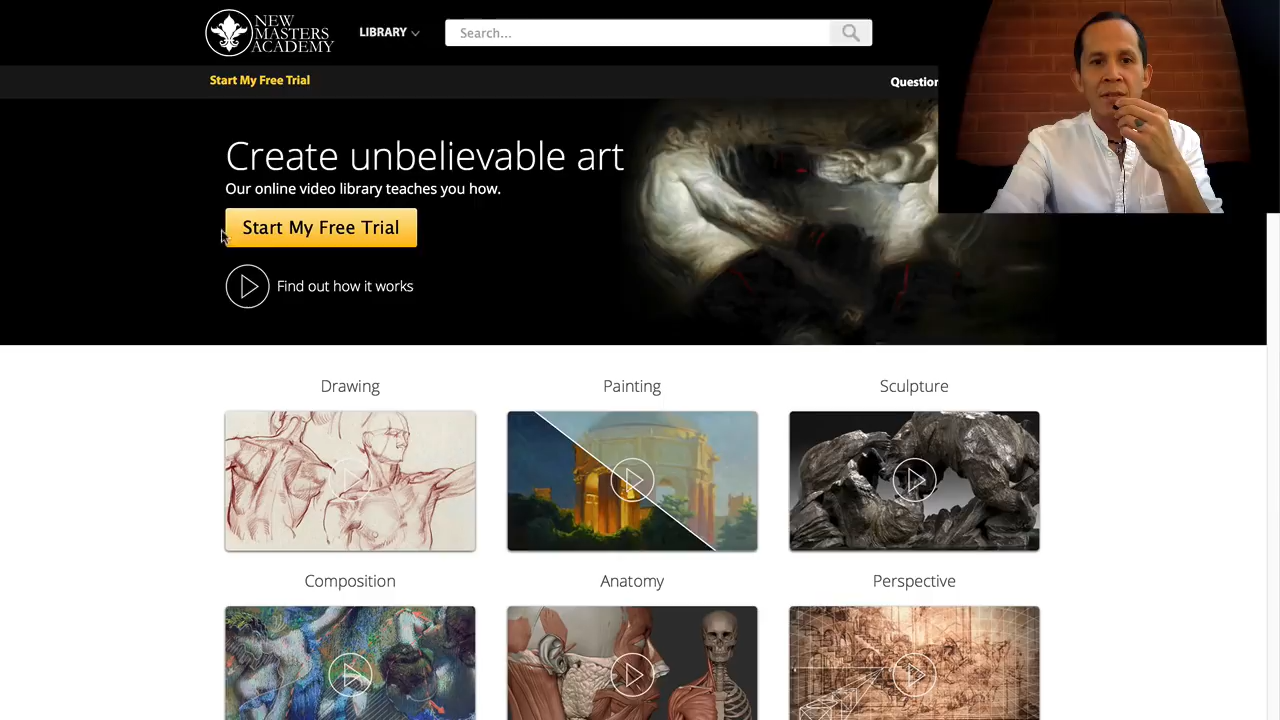 NEW
MASTERS
ACADEMY
LIBRARY
Search...
Start My Free Trial
Question
Create unbelievable art
Our online video library teaches you how.
Start My Free Trial
Find out how it works
Drawing
Painting
Sculpture
Composition
Anatomy
Perspective